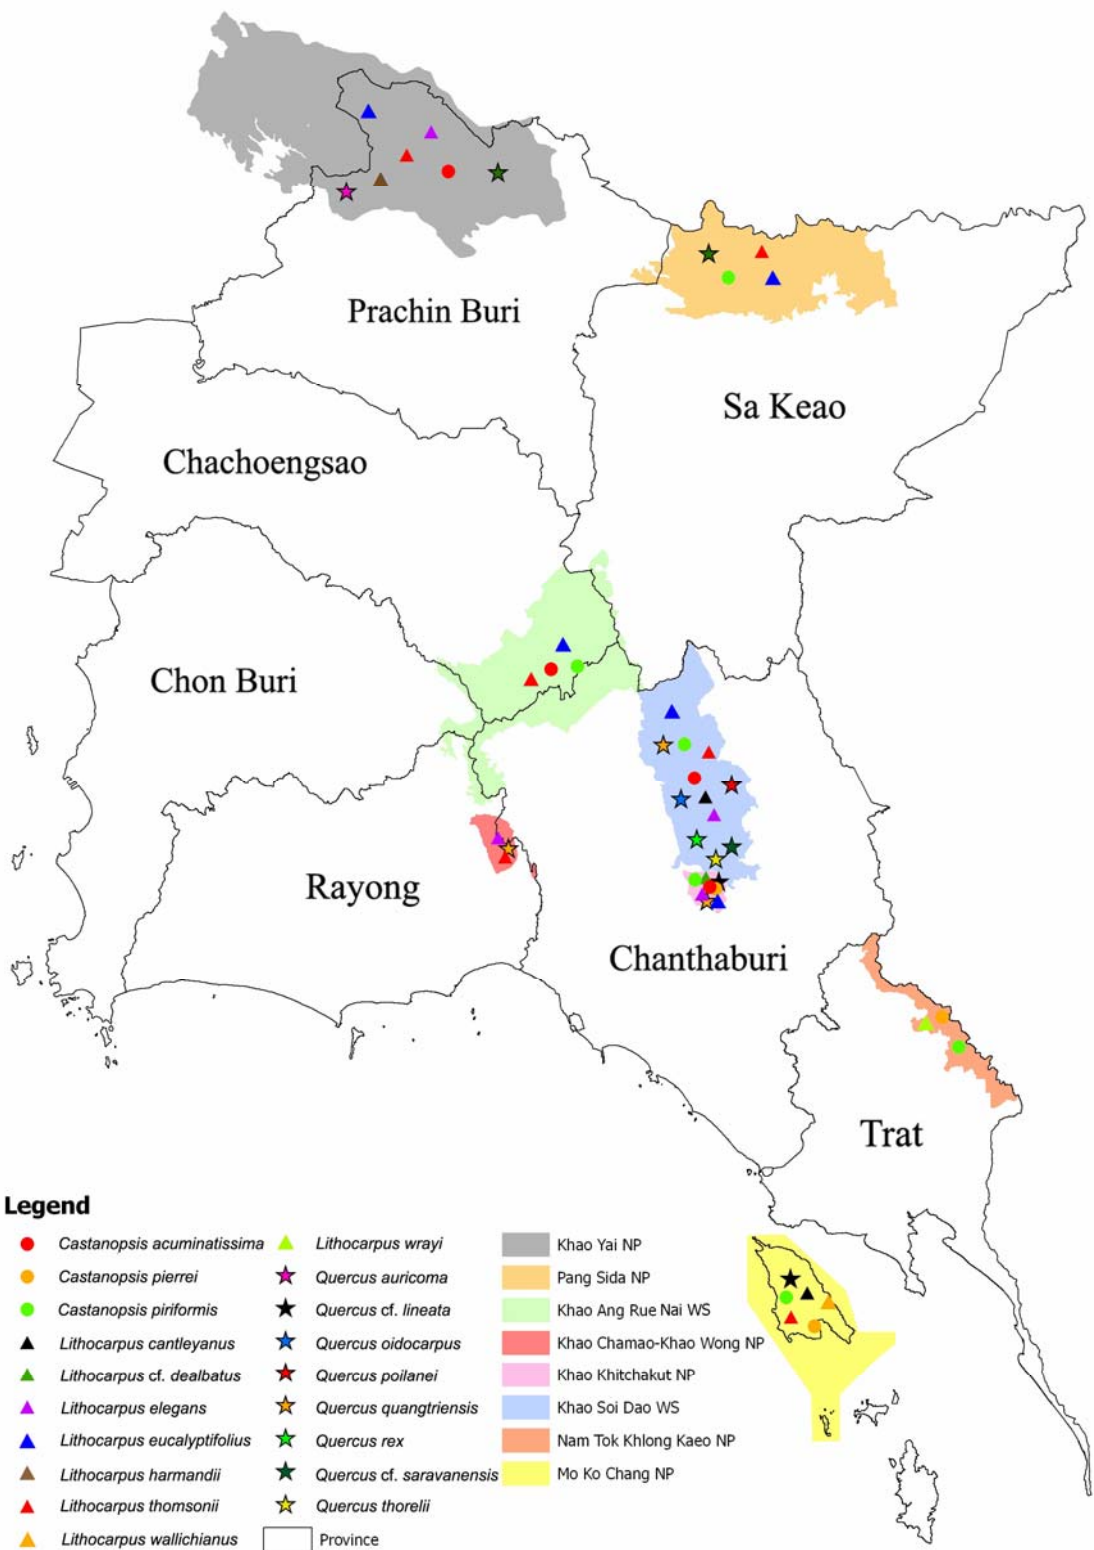 Prachin Buri
Sa Keao
Chachoengsao
Chon Buri
Rayong
Chanthaburi
Trat
Legend
Castanopsis acuminatissima
Castanopsis pierrei
Castanopsis piriformis
Lithocarpus cantleyanus
Lithocarpus cf. dealbatus
Lithocarpus elegans
Lithocarpus eucalyptifolius
Lithocarpus harmandii
Lithocarpus thomsonii
Lithocarpus wallichianus
Lithocarpus wrayi
Quercus auricoma
Quercus cf. lineata
Quercus oidocarpus
Quercus poilanei
Quercus quangtriensis
Quercus rex
Quercus cf. saravanensis
Quercus thorelii
Province
Khao Yai NP
Pang Sida NP
Khao Ang Rue Nai WS
Khao Chamao-Khao Wong NP
Khao Khitchakut NP
Khao Soi Dao WS
Nam Tok Khlong Kaeo NP
Mo Ko Chang NP